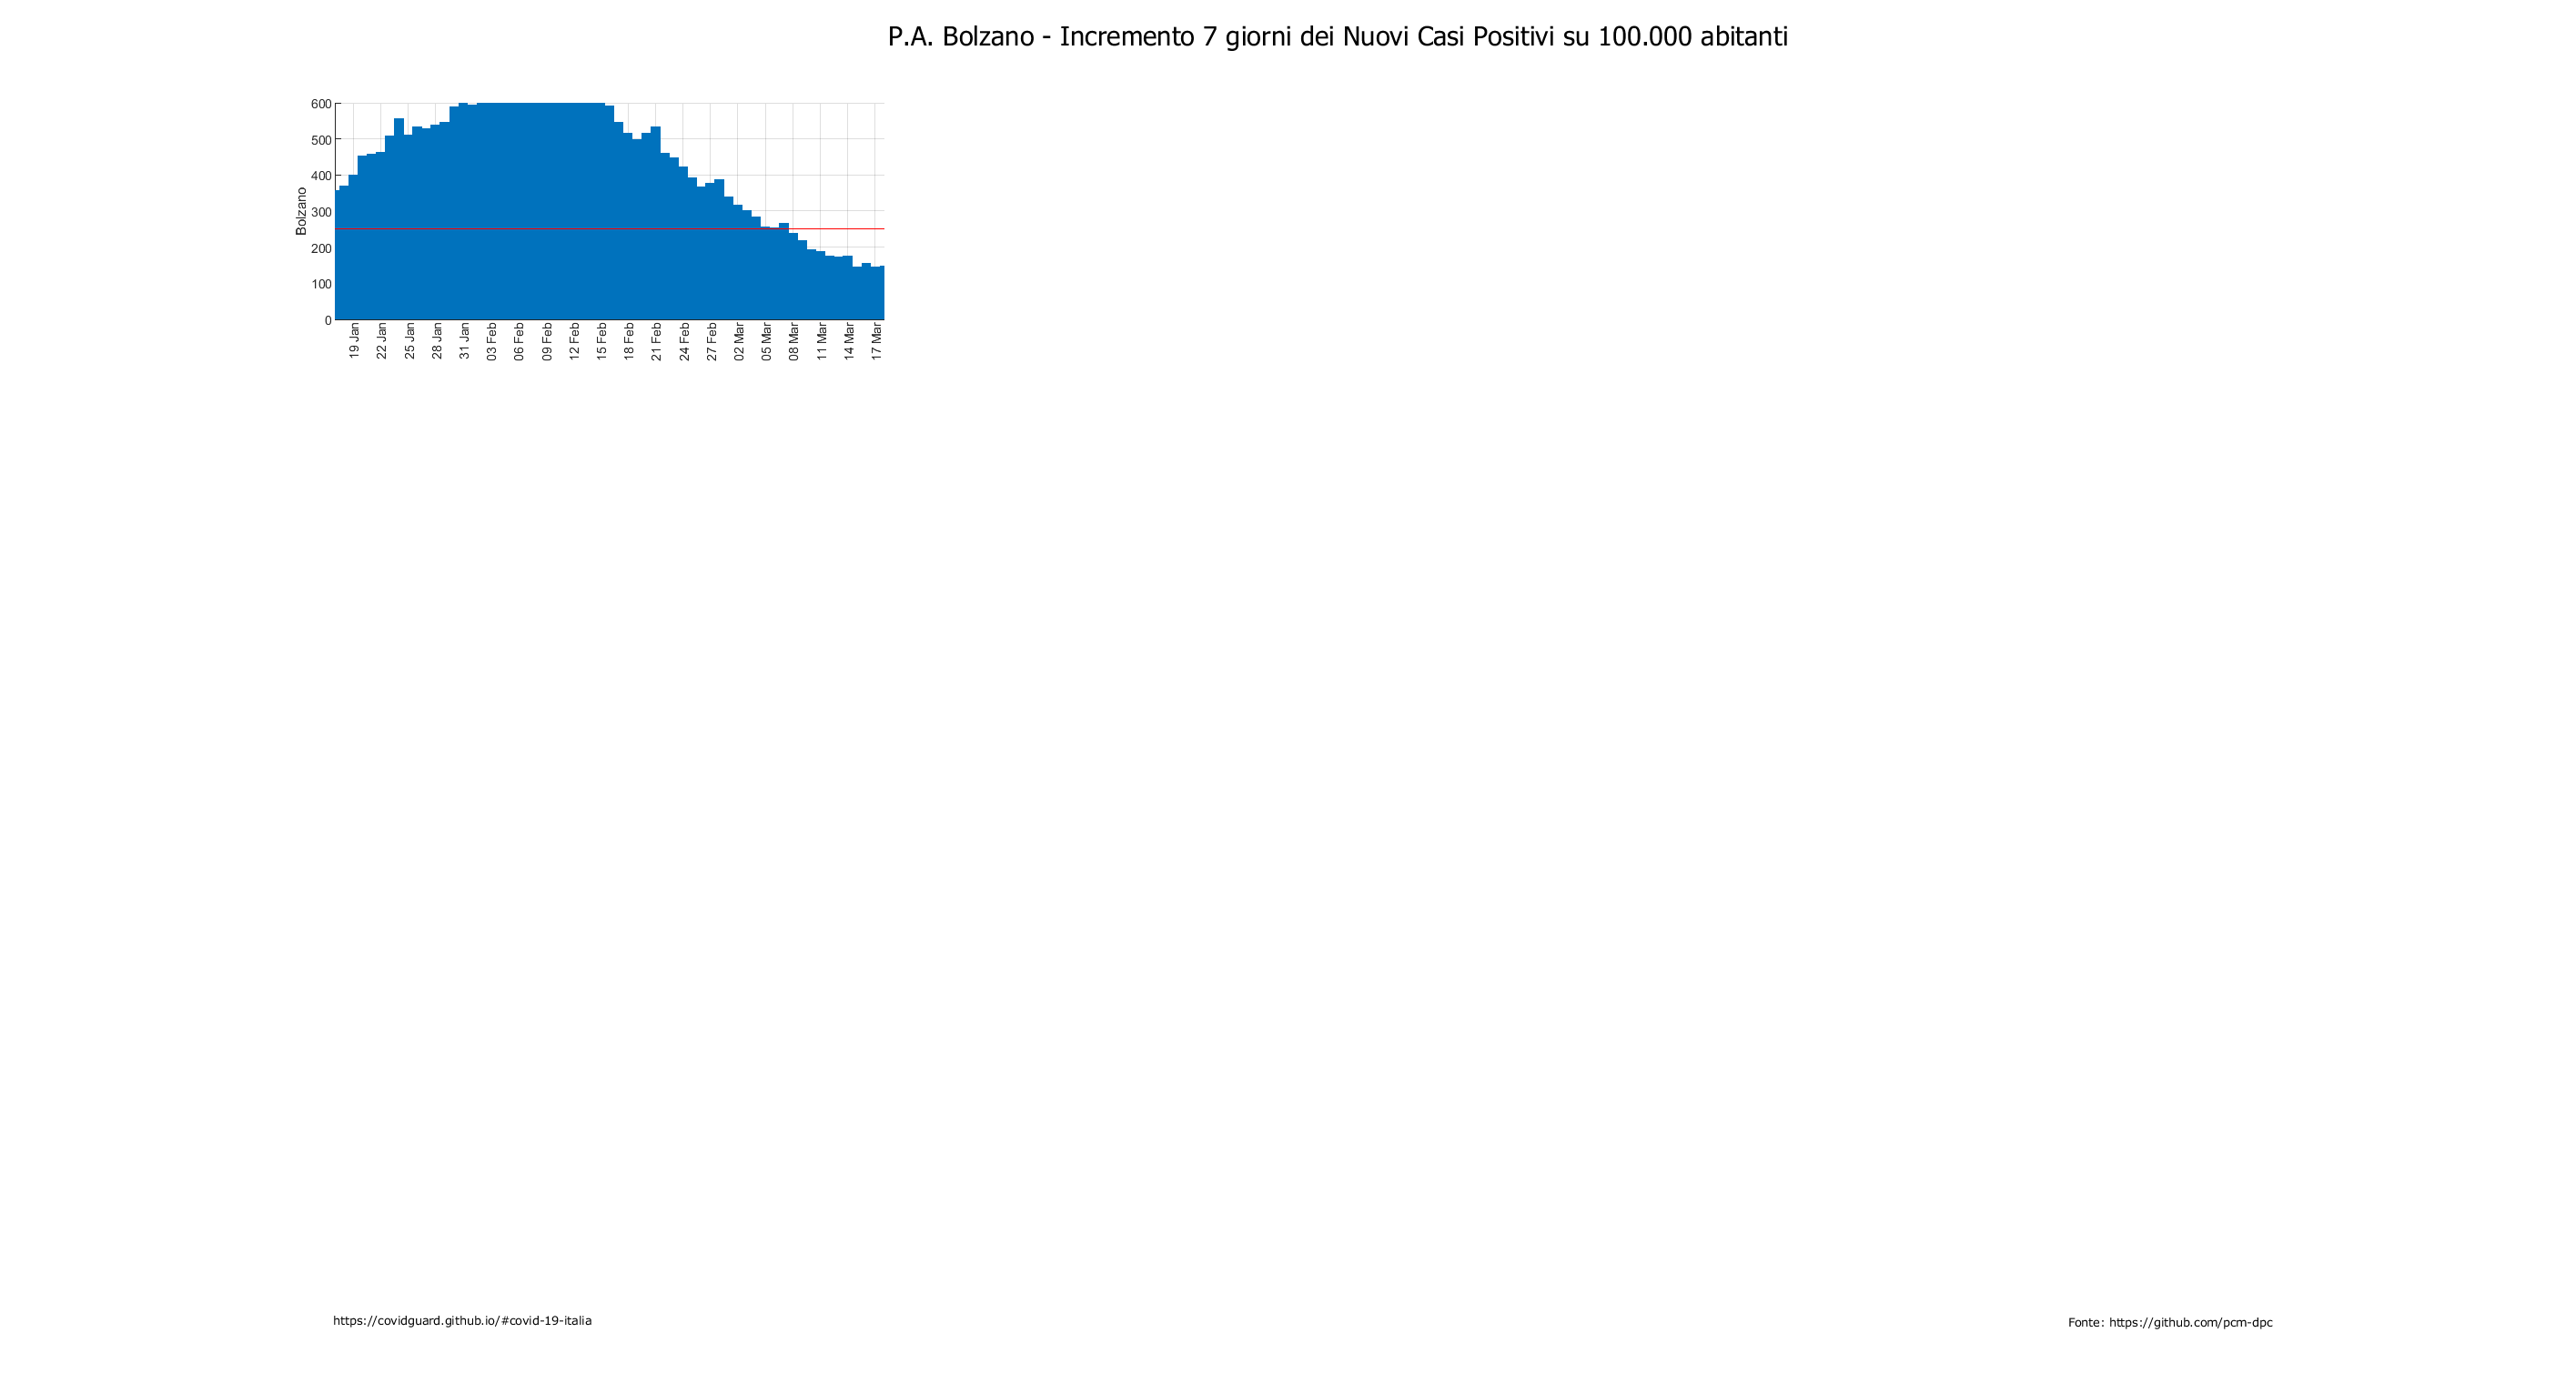 P.A. Bolzano - Incremento 7 giorni dei Nuovi Casi Positivi su 100.000 abitanti
600
500
400
300
200
100
0
Bolzano
19 Jan
22 Jan
25 Jan
28 Jan
31 Jan
03 Feb
06 Feb
09 Feb
12 Feb
15 Feb
18 Feb
21 Feb
24 Feb
27 Feb
02 Mar
05 Mar
08 Mar
11 Mar
14 Mar
17 Mar
https://covidguard.github.io/#covid-19-italia
Fonte: https://github.com/pcm-dpc